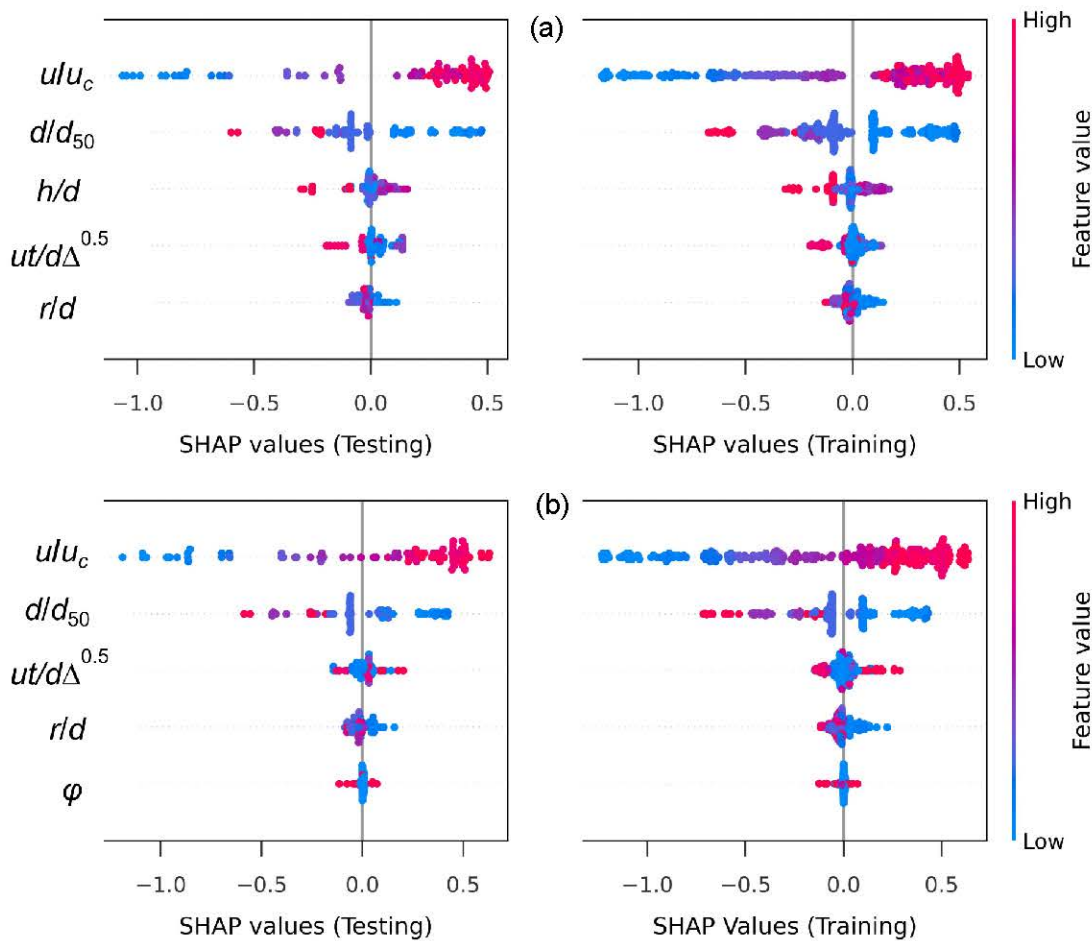 (a)
High
u/u_c
d/d_50
h/d
ut/dΔ^0.5
r/d
Low
Feature value
−1.0 −0.5 0.0 0.5
−1.0 −0.5 0.0 0.5
SHAP values (Testing)
SHAP values (Training)
(b)
High
u/u_c
d/d_50
ut/dΔ^0.5
r/d
φ
Low
Feature value
−1.0 −0.5 0.0 0.5
−1.0 −0.5 0.0 0.5
SHAP values (Testing)
SHAP Values (Training)